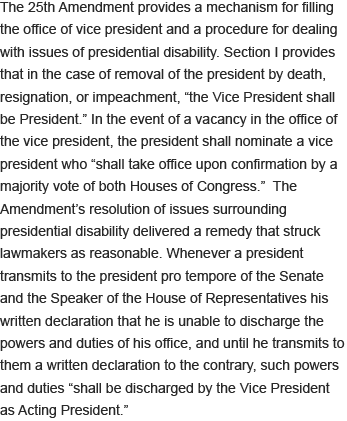 The 25th Amendment provides a mechanism for filling
the office of vice president and a procedure for dealing
with issues of presidential disability. Section I provides
that in the case of removal of the president by death,
resignation, or impeachment, “the Vice President shall
be President.” In the event of a vacancy in the office of
the vice president, the president shall nominate a vice
president who “shall take office upon confirmation by a
majority vote of both Houses of Congress.”  The
Amendment’s resolution of issues surrounding
presidential disability delivered a remedy that struck
lawmakers as reasonable. Whenever a president
transmits to the president pro tempore of the Senate
and the Speaker of the House of Representatives his
written declaration that he is unable to discharge the
powers and duties of his office, and until he transmits to
them a written declaration to the contrary, such powers
and duties “shall be discharged by the Vice President
as Acting President.”